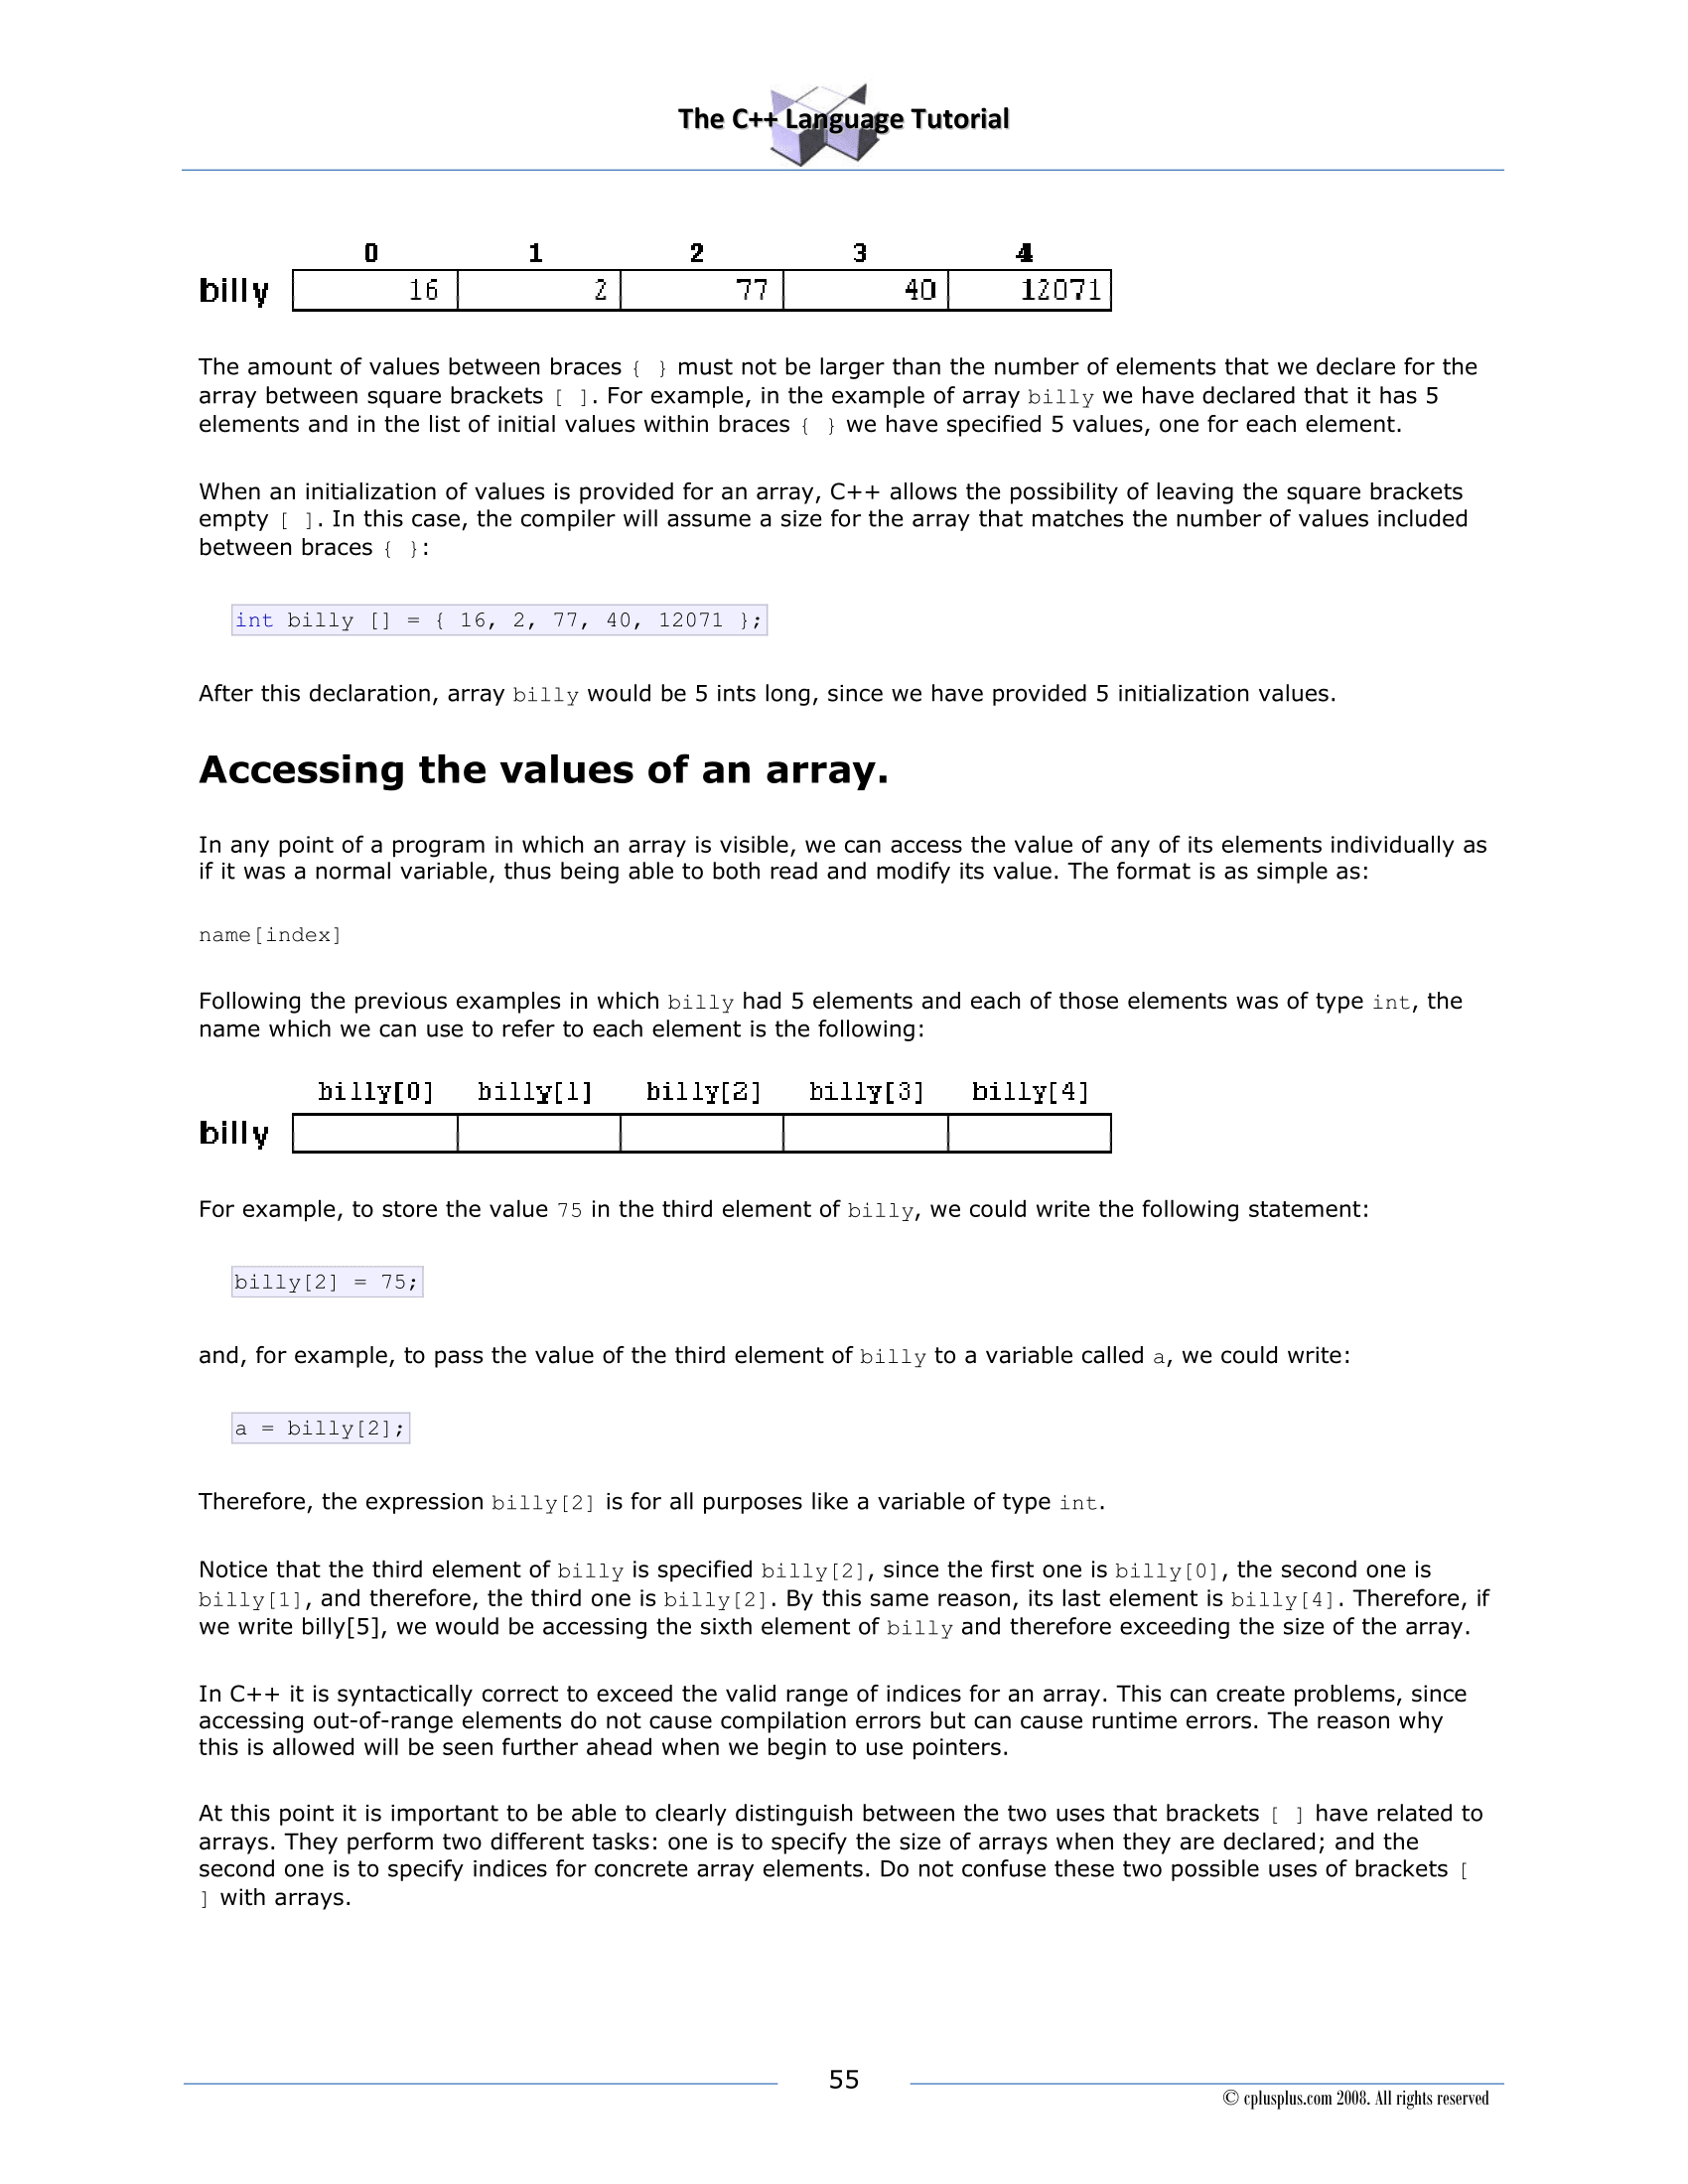 The C++ Language Tutorial
0 1 2 3 4
billy 16 2 77 40 12071
The amount of values between braces { } must not be larger than the number of elements that we declare for the
array between square brackets [ ]. For example, in the example of array billy we have declared that it has 5
elements and in the list of initial values within braces { } we have specified 5 values, one for each element.
When an initialization of values is provided for an array, C++ allows the possibility of leaving the square brackets
empty [ ]. In this case, the compiler will assume a size for the array that matches the number of values included
between braces { }:
int billy [] = { 16, 2, 77, 40, 12071 };
After this declaration, array billy would be 5 ints long, since we have provided 5 initialization values.
Accessing the values of an array.
In any point of a program in which an array is visible, we can access the value of any of its elements individually as
if it was a normal variable, thus being able to both read and modify its value. The format is as simple as:
name[index]
Following the previous examples in which billy had 5 elements and each of those elements was of type int, the
name which we can use to refer to each element is the following:
billy[0] billy[1] billy[2] billy[3] billy[4]
billy
For example, to store the value 75 in the third element of billy, we could write the following statement:
billy[2] = 75;
and, for example, to pass the value of the third element of billy to a variable called a, we could write:
a = billy[2];
Therefore, the expression billy[2] is for all purposes like a variable of type int.
Notice that the third element of billy is specified billy[2], since the first one is billy[0], the second one is
billy[1], and therefore, the third one is billy[2]. By this same reason, its last element is billy[4]. Therefore, if
we write billy[5], we would be accessing the sixth element of billy and therefore exceeding the size of the array.
In C++ it is syntactically correct to exceed the valid range of indices for an array. This can create problems, since
accessing out-of-range elements do not cause compilation errors but can cause runtime errors. The reason why
this is allowed will be seen further ahead when we begin to use pointers.
At this point it is important to be able to clearly distinguish between the two uses that brackets [ ] have related to
arrays. They perform two different tasks: one is to specify the size of arrays when they are declared; and the
second one is to specify indices for concrete array elements. Do not confuse these two possible uses of brackets [
] with arrays.
55
© cplusplus.com 2008. All rights reserved